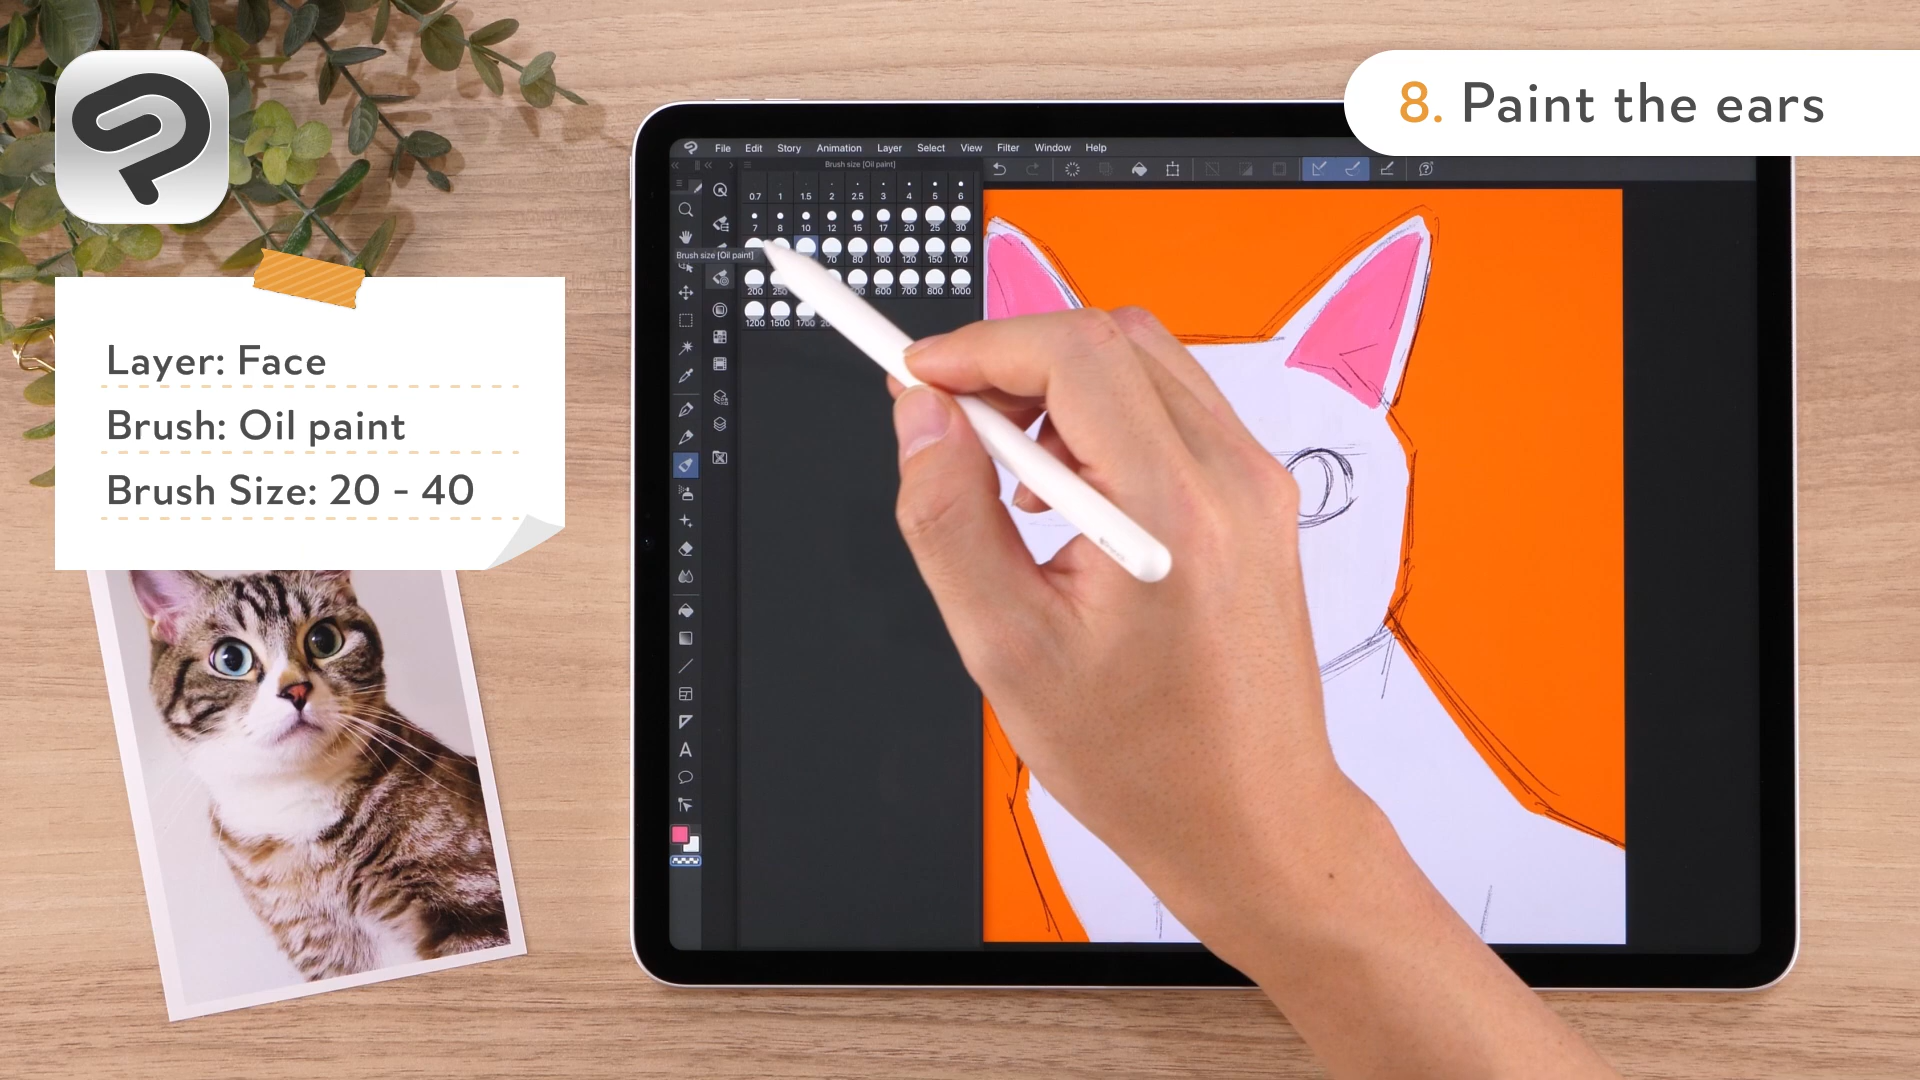 8. Paint the ears
Layer: Face
Brush: Oil paint
Brush Size: 20 - 40
File Edit Story Animation Layer Select View Filter Window Help
Brush size [Oil paint]
0.7 1 1.5 2 2.5 3 4 5 6
7 8 10 12 15 17 20 25 30
Brush size [Oil paint]
70 80 100 120 150 170
200 250 600 700 800 1000
1200 1500 1700
A